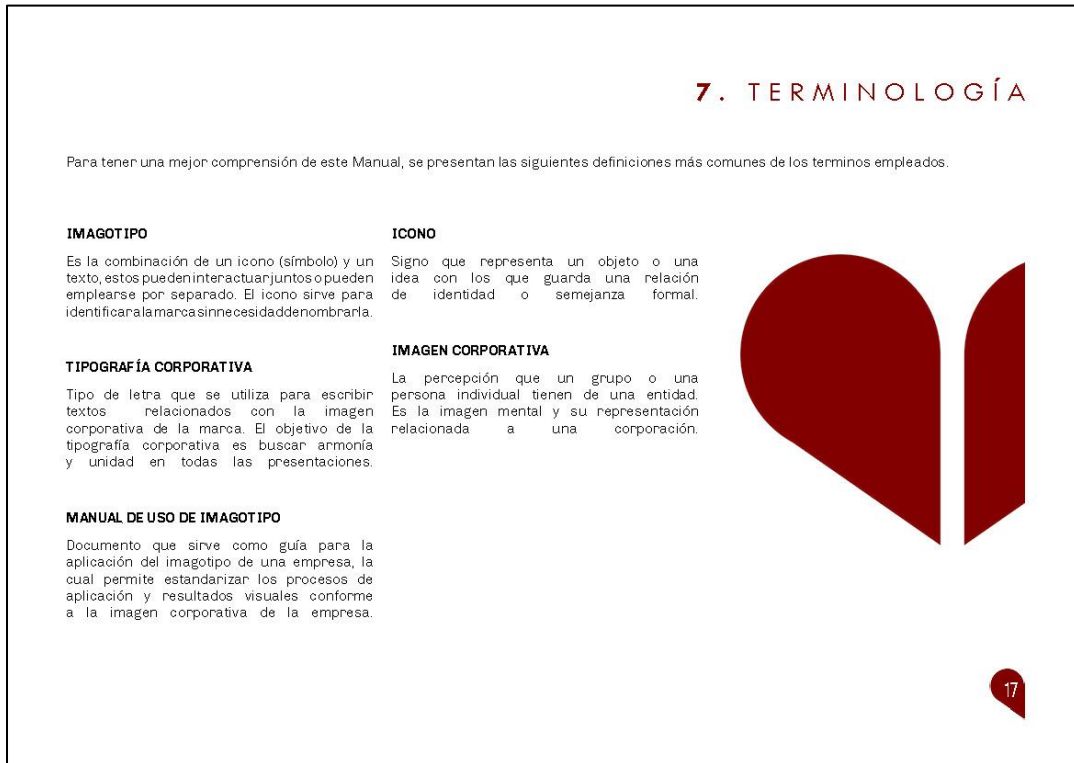 7. TERMINOLOGÍA
Para tener una mejor comprensión de este Manual, se presentan las siguientes definiciones más comunes de los terminos empleados.
IMAGOTIPO
Es la combinación de un icono (símbolo) y un
texto, estos pueden interactuar juntos o pueden
emplearse por separado. El icono sirve para
identificar a la marca sin necesidad de nombrarla.
TIPOGRAFÍA CORPORATIVA
Tipo de letra que se utiliza para escribir
textos relacionados con la imagen
corporativa de la marca. El objetivo de la
tipografía corporativa es buscar armonía
y unidad en todas las presentaciones.
MANUAL DE USO DE IMAGOTIPO
Documento que sirve como guía para la
aplicación del imagotipo de una empresa, la
cual permite estandarizar los procesos de
aplicación y resultados visuales conforme
a la imagen corporativa de la empresa.
ICONO
Signo que representa un objeto o una
idea con los que guarda una relación
de identidad o semejanza formal.
IMAGEN CORPORATIVA
La percepción que un grupo o una
persona individual tienen de una entidad.
Es la imagen mental y su representación
relacionada a una corporación.
17